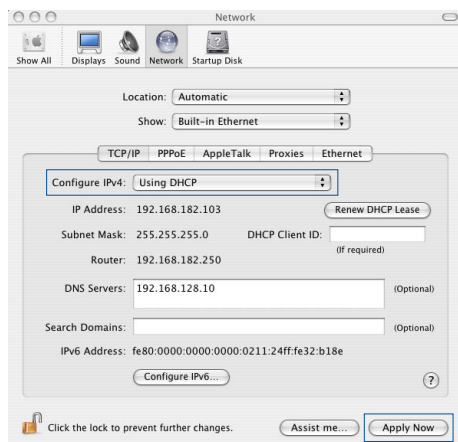 Network
Show All Displays Sound Network Startup Disk
Location: Automatic
Show: Built-in Ethernet
TCP/IP PPPoE AppleTalk Proxies Ethernet
Configure IPv4: Using DHCP
IP Address: 192.168.182.103 Renew DHCP Lease
Subnet Mask: 255.255.255.0 DHCP Client ID:
(If required)
Router: 192.168.182.250
DNS Servers: 192.168.128.10 (Optional)
Search Domains: (Optional)
IPv6 Address: fe80:0000:0000:0000:0211:24ff:fe32:b18e
Configure IPv6... ?
Click the lock to prevent further changes. Assist me... Apply Now